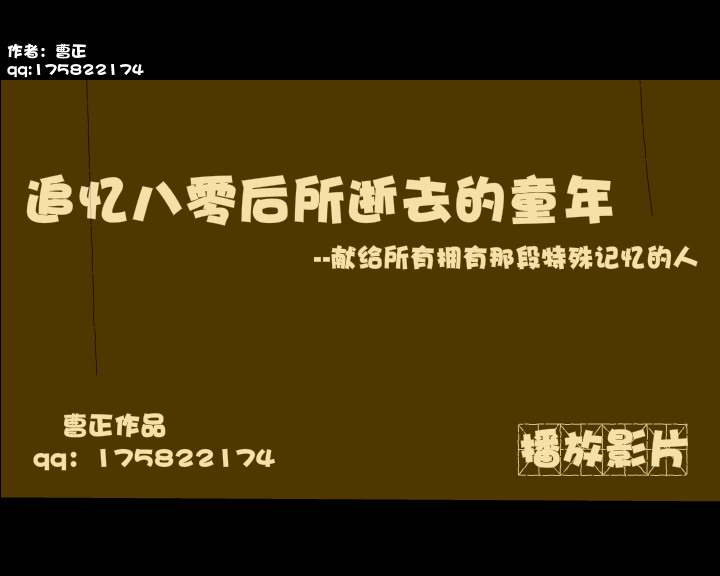 作者：曹正
qq:175822174
追忆八零后所逝去的童年
--献给所有拥有那段特殊记忆的人
曹正作品
qq：175822174
播放影片